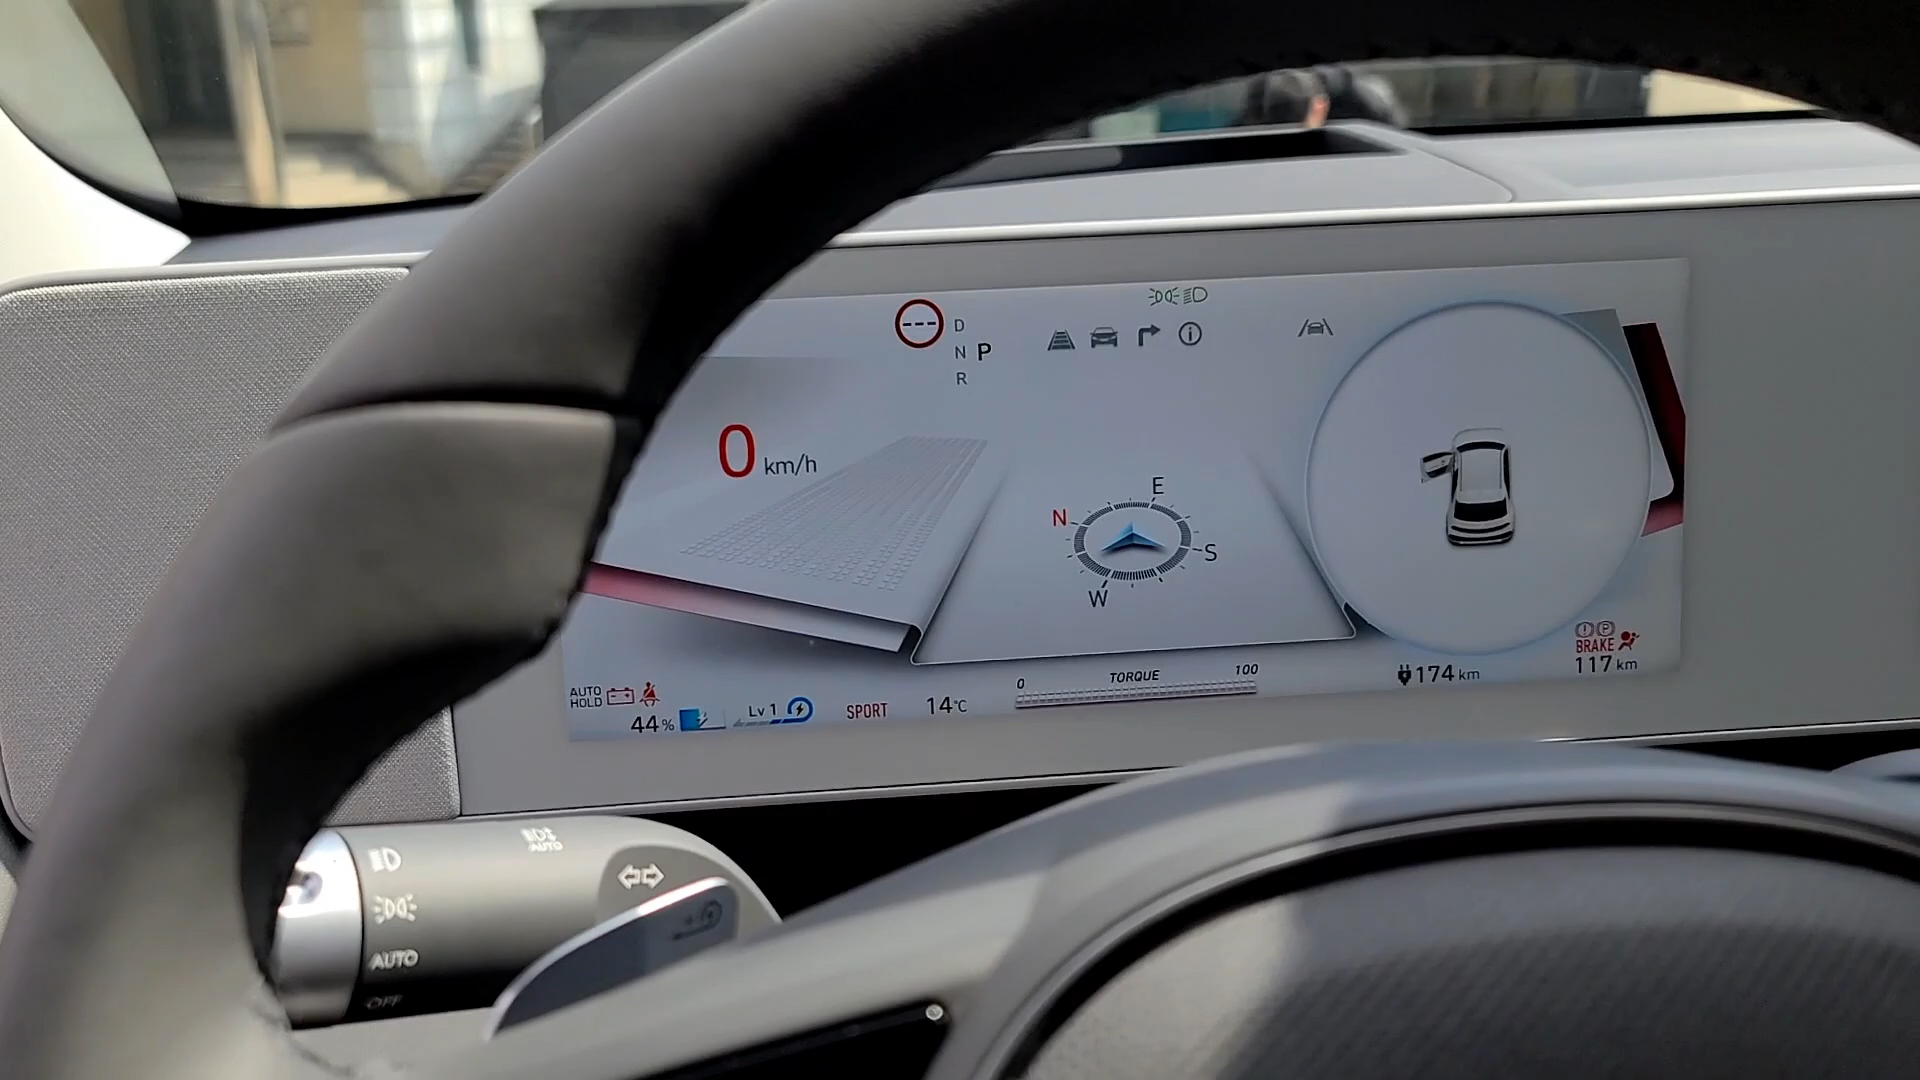 D
N P
R
0 km/h
E
N
S
W
AUTO
HOLD
44%
Lv 1
SPORT
14°C
0 TORQUE 100
174 km
P
BRAKE
117 km
AUTO
AUTO
OFF